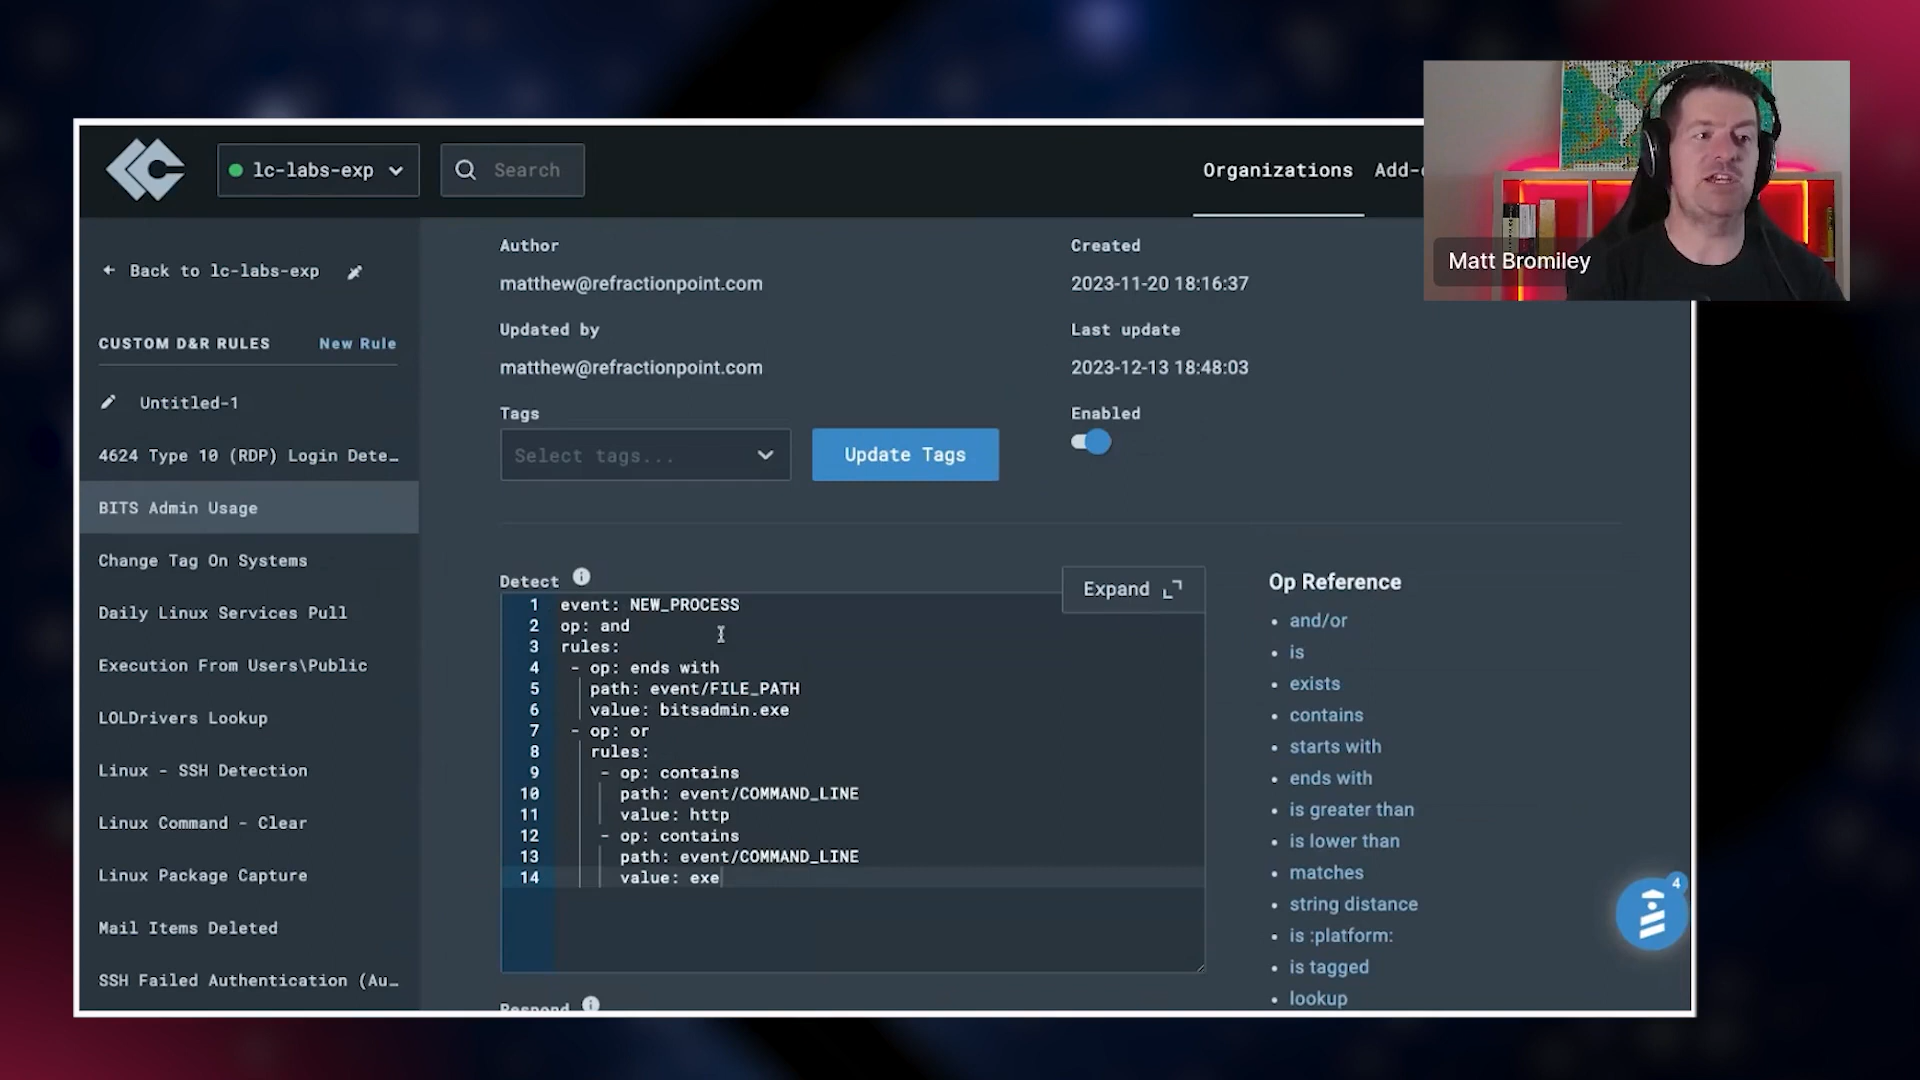 lc-labs-exp
Search
Organizations
Add-
Matt Bromiley
Back to lc-labs-exp
CUSTOM D&R RULES
New Rule
Untitled-1
4624 Type 10 (RDP) Login Dete…
BITS Admin Usage
Change Tag On Systems
Daily Linux Services Pull
Execution From Users\Public
LOLDrivers Lookup
Linux - SSH Detection
Linux Command - Clear
Linux Package Capture
Mail Items Deleted
SSH Failed Authentication (Au…
Author
matthew@refractionpoint.com
Created
2023-11-20 18:16:37
Updated by
matthew@refractionpoint.com
Last update
2023-12-13 18:48:03
Tags
Select tags...
Update Tags
Enabled
Detect
Expand
1 event: NEW_PROCESS
2 op: and
3 rules:
4 - op: ends with
5 path: event/FILE_PATH
6 value: bitsadmin.exe
7 - op: or
8 rules:
9 - op: contains
10 path: event/COMMAND_LINE
11 value: http
12 - op: contains
13 path: event/COMMAND_LINE
14 value: exe
Respond
Op Reference
and/or
is
exists
contains
starts with
ends with
is greater than
is lower than
matches
string distance
is :platform:
is tagged
lookup
4